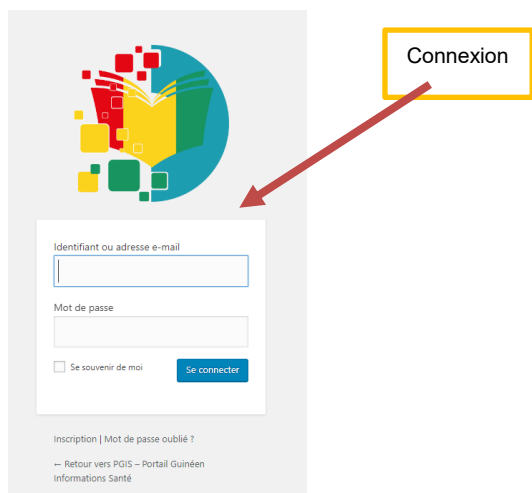 Connexion
Identifiant ou adresse e-mail
Mot de passe
Se souvenir de moi
Se connecter
Inscription | Mot de passe oublié ?
← Retour vers PGIS – Portail Guinéen
Informations Santé